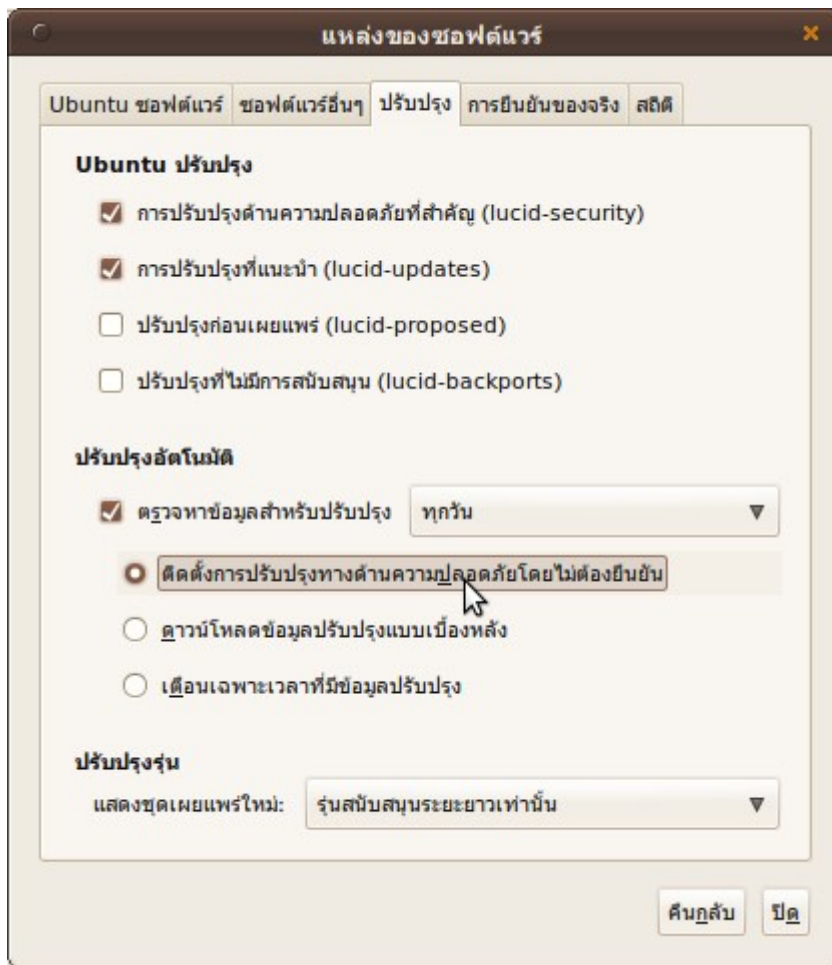 แหล่งของซอฟต์แวร์
Ubuntu ซอฟต์แวร์ ซอฟต์แวร์อื่นๆ ปรับปรุง การยืนยันของจริง สถิติ
Ubuntu ปรับปรุง
การปรับปรุงด้านความปลอดภัยที่สำคัญ (lucid-security)
การปรับปรุงที่แนะนำ (lucid-updates)
ปรับปรุงก่อนเผยแพร่ (lucid-proposed)
ปรับปรุงที่ไม่มีการสนับสนุน (lucid-backports)
ปรับปรุงอัตโนมัติ
ตรวจหาข้อมูลสำหรับปรับปรุง ทุกวัน
ติดตั้งการปรับปรุงทางด้านความปลอดภัยโดยไม่ต้องยืนยัน
ดาวน์โหลดข้อมูลปรับปรุงแบบเบื้องหลัง
เตือนเฉพาะเวลาที่มีข้อมูลปรับปรุง
ปรับปรุงรุ่น
แสดงชุดเผยแพร่ใหม่: รุ่นสนับสนุนระยะยาวเท่านั้น
คืนกลับ ปิด